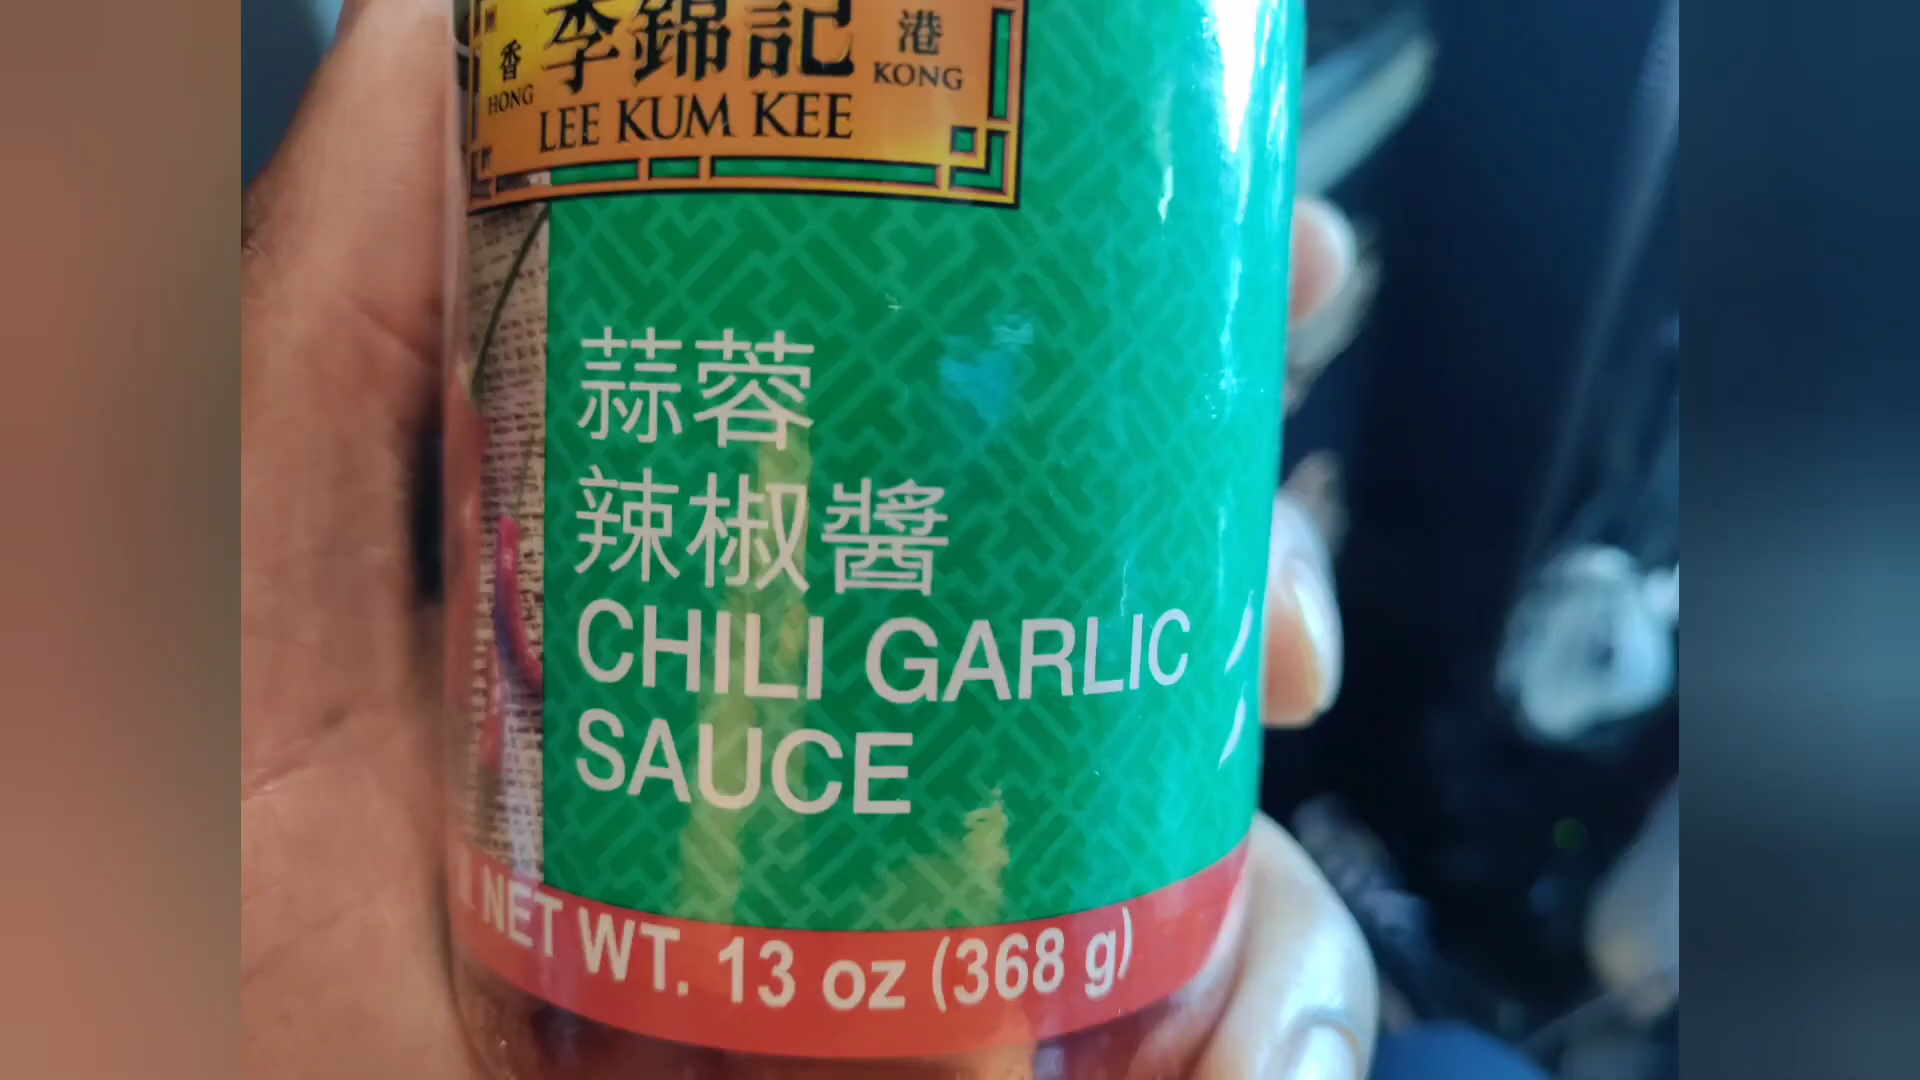 香 李錦記 港
HONG LEE KUM KEE KONG
蒜蓉
辣椒醬
CHILI GARLIC
SAUCE
NET WT. 13 oz (368 g)